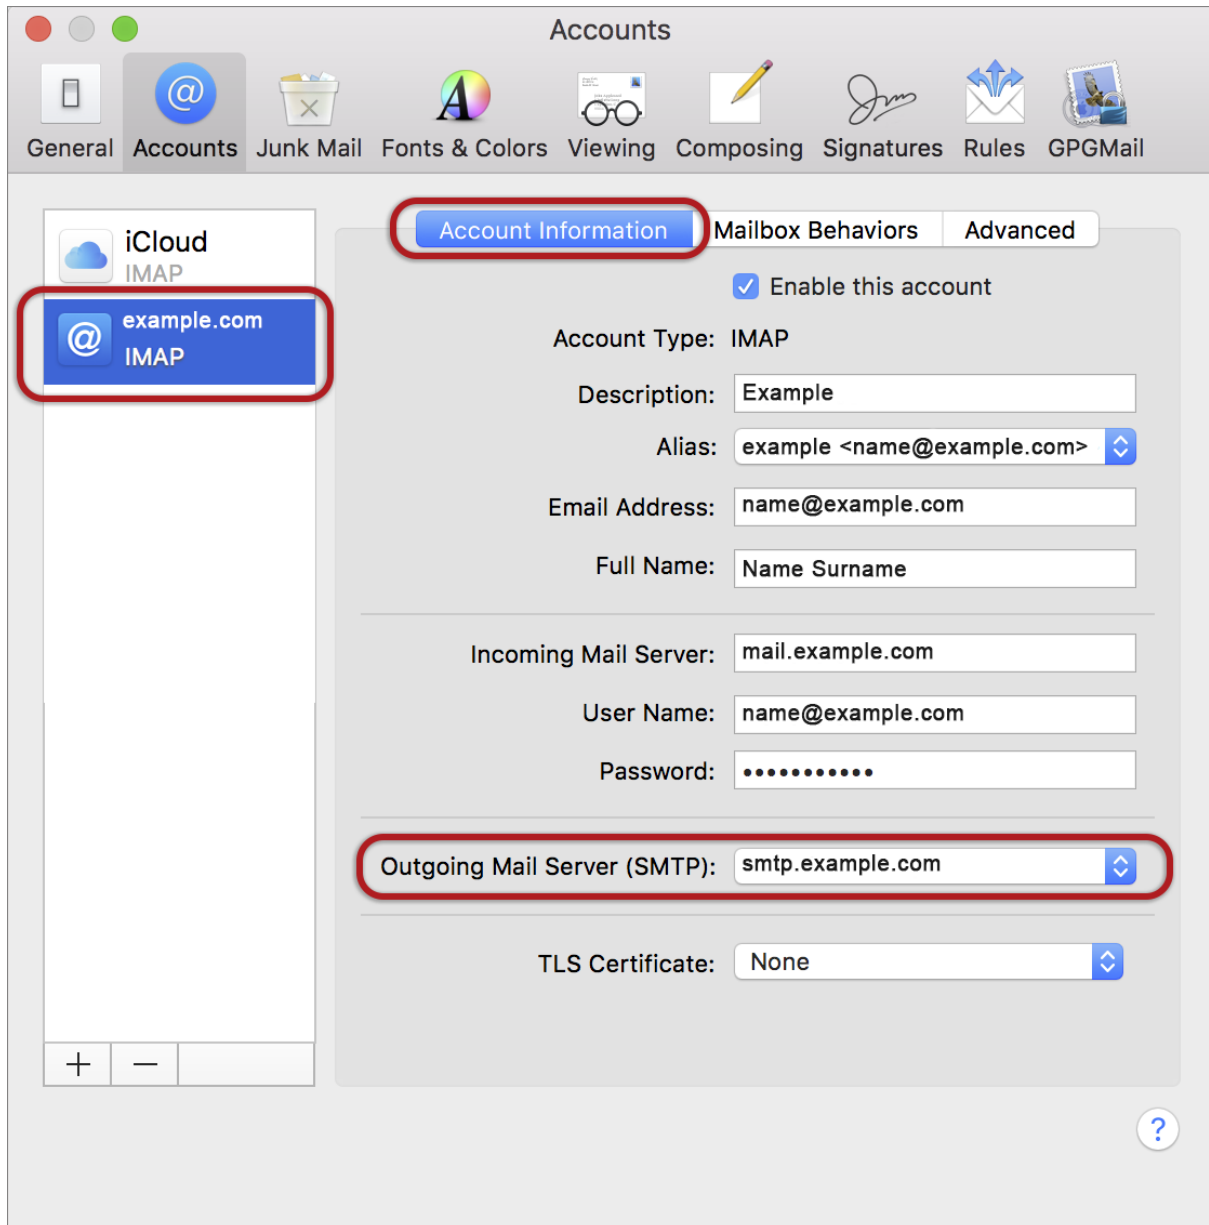 Accounts
General Accounts Junk Mail Fonts & Colors Viewing Composing Signatures Rules GPGMail
iCloud
IMAP
example.com
IMAP
Account Information Mailbox Behaviors Advanced
Enable this account
Account Type: IMAP
Description: Example
Alias: example <name@example.com>
Email Address: name@example.com
Full Name: Name Surname
Incoming Mail Server: mail.example.com
User Name: name@example.com
Password: •••••••••••
Outgoing Mail Server (SMTP): smtp.example.com
TLS Certificate: None
?